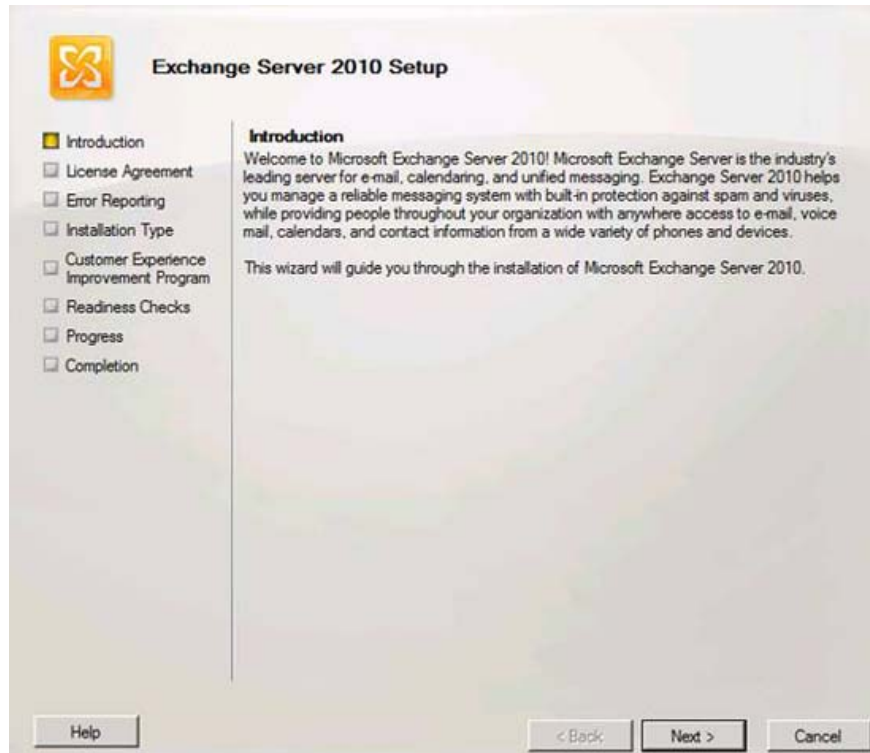 Exchange Server 2010 Setup
Introduction
License Agreement
Error Reporting
Installation Type
Customer Experience
Improvement Program
Readiness Checks
Progress
Completion
Introduction
Welcome to Microsoft Exchange Server 2010! Microsoft Exchange Server is the industry's
leading server for e-mail, calendaring, and unified messaging. Exchange Server 2010 helps
you manage a reliable messaging system with built-in protection against spam and viruses,
while providing people throughout your organization with anywhere access to e-mail, voice
mail, calendars, and contact information from a wide variety of phones and devices.
This wizard will guide you through the installation of Microsoft Exchange Server 2010.
Help
< Back
Next >
Cancel